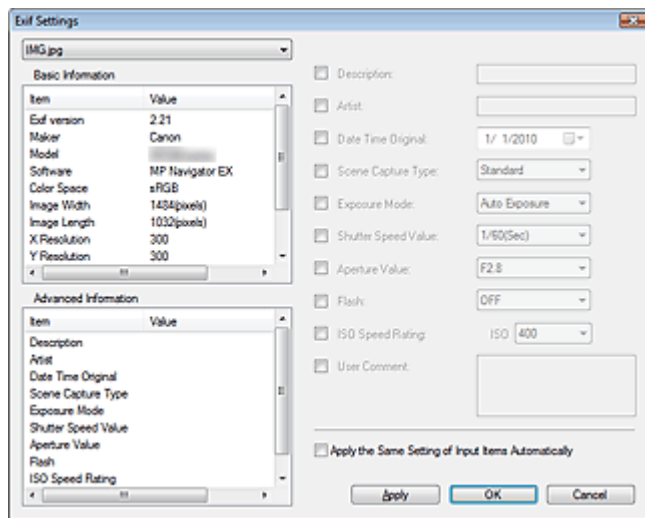 Exif Settings
IMG.jpg
Basic Information
Item Value
Exif version 2.21
Maker Canon
Model
Software MP Navigator EX
Color Space sRGB
Image Width 1484(pixels)
Image Length 1032(pixels)
X Resolution 300
Y Resolution 300
Advanced Information
Item Value
Description
Artist
Date Time Original
Scene Capture Type
Exposure Mode
Shutter Speed Value
Aperture Value
Flash
ISO Speed Rating
Description:
Artist:
Date Time Original: 1/ 1/2010
Scene Capture Type: Standard
Exposure Mode: Auto Exposure
Shutter Speed Value: 1/60(Sec)
Aperture Value: F2.8
Flash: OFF
ISO Speed Rating: ISO 400
User Comment:
Apply the Same Setting of Input Items Automatically
Apply OK Cancel